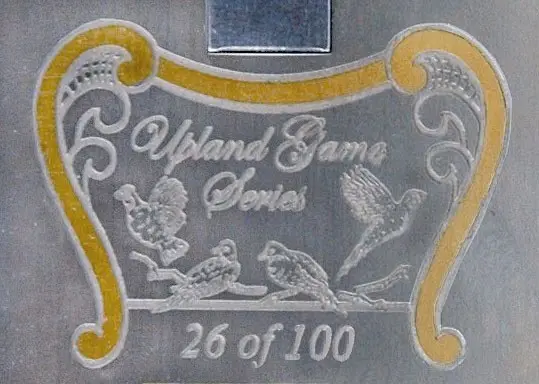 Upland Game
Series
26 of 100